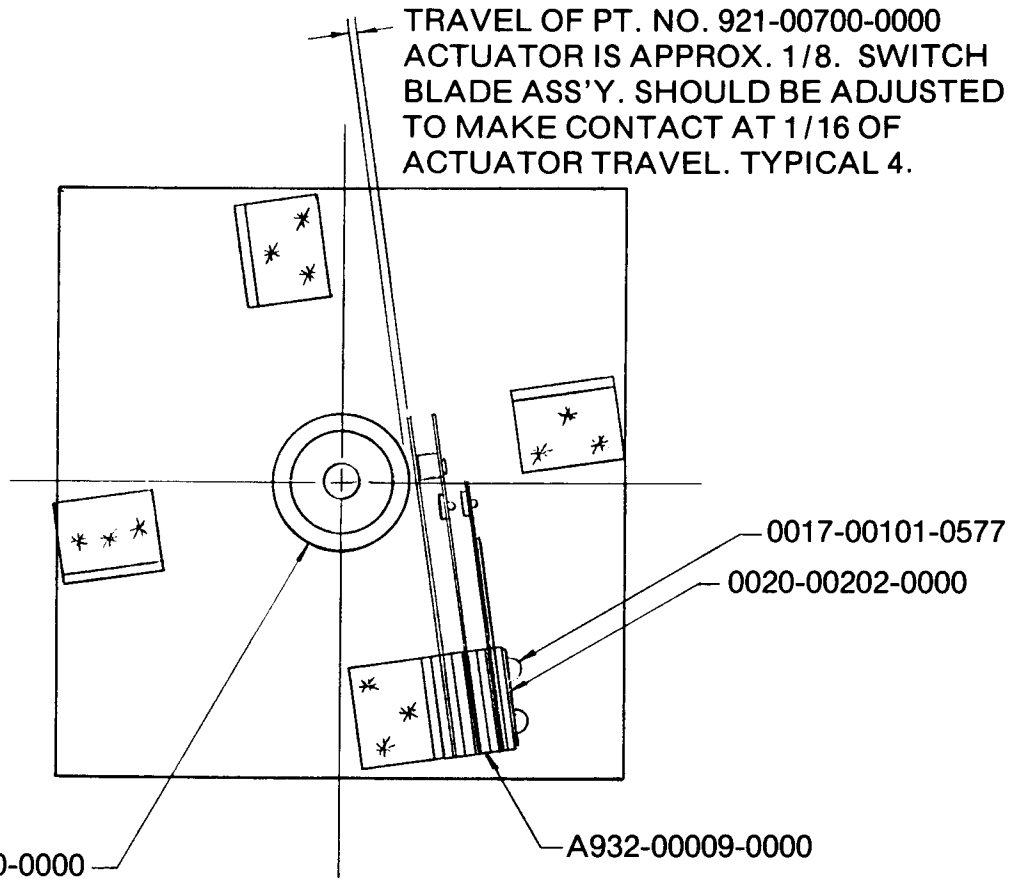 TRAVEL OF PT. NO. 921-00700-0000
ACTUATOR IS APPROX. 1/8. SWITCH
BLADE ASS'Y. SHOULD BE ADJUSTED
TO MAKE CONTACT AT 1/16 OF
ACTUATOR TRAVEL. TYPICAL 4.
0017-00101-0577
0020-00202-0000
A932-00009-0000
0-0000